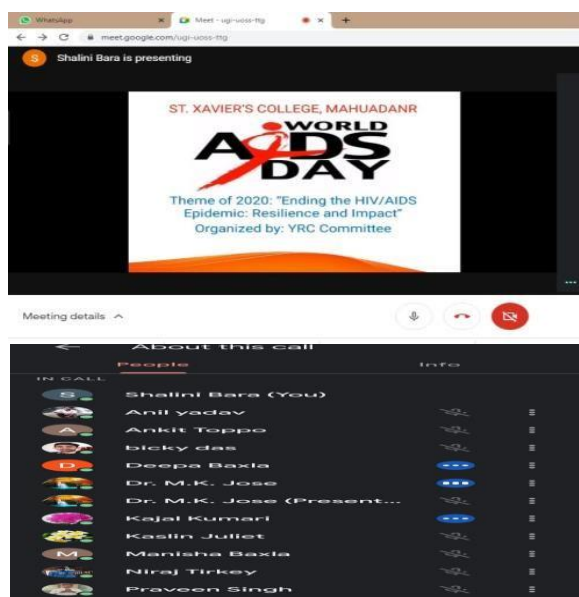 WhatsApp
Meet - ugi-uoss-ttg
meet.google.com/ugi-uoss-ttg
S Shalini Bara is presenting
ST. XAVIER'S COLLEGE, MAHUADANR
WORLD
AIDS
DAY
Theme of 2020: "Ending the HIV/AIDS
Epidemic: Resilience and Impact"
Organized by: YRC Committee
Meeting details
About this call
People Info
IN CALL
S Shalini Bara (You)
Anil yadav
A Ankit Toppo
bicky das
D Deepa Baxla
Dr. M.K. Jose
Dr. M.K. Jose (Present...
Kajal Kumari
Kaslin Juliet
M Manisha Baxla
Niraj Tirkey
Praveen Singh